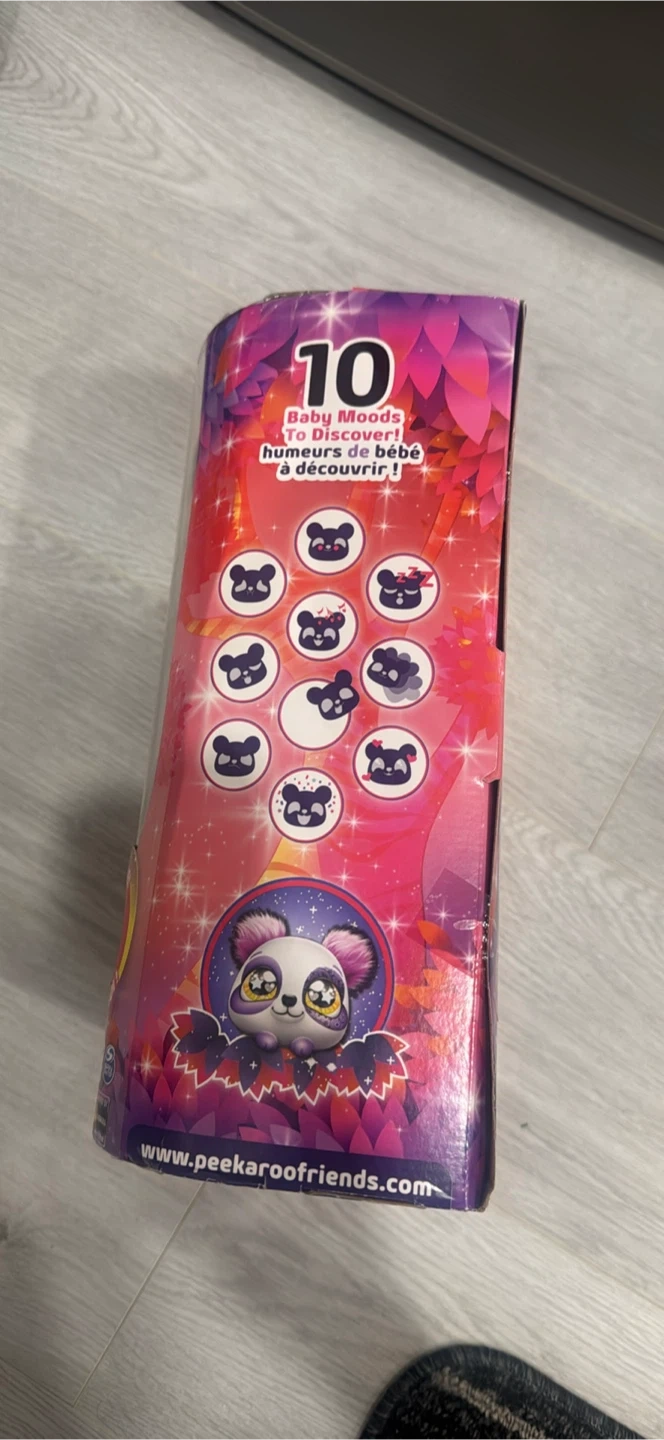 10
Baby Moods
To Discover!
humeurs de bébé
à découvrir !
z z z
www.peekaroofriends.com